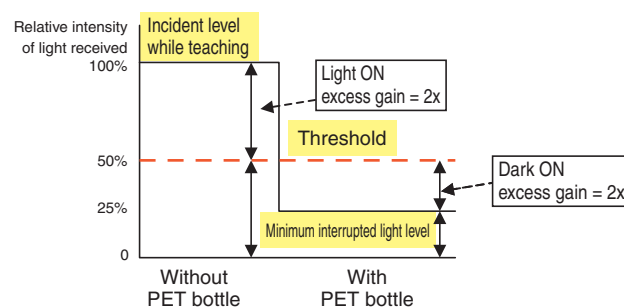 Relative intensity
of light received
Incident level
while teaching
100%
Light ON
excess gain = 2x
Threshold
50%
Dark ON
excess gain = 2x
25%
Minimum interrupted light level
0
Without
PET bottle
With
PET bottle